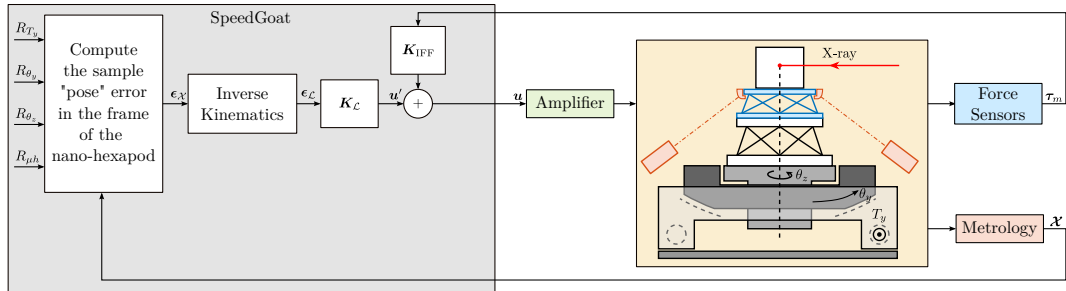 SpeedGoat
R_{T_y}
R_{θ_y}
R_{θ_z}
R_{μh}
Compute
the sample
"pose" error
in the frame
of the
nano-hexapod
ϵ_𝒳
Inverse
Kinematics
ϵ_ℒ
K_ℒ
u′
K_IFF
+
u
Amplifier
X-ray
θ_z
θ_y
T_y
Force
Sensors
τ_m
Metrology
𝒳